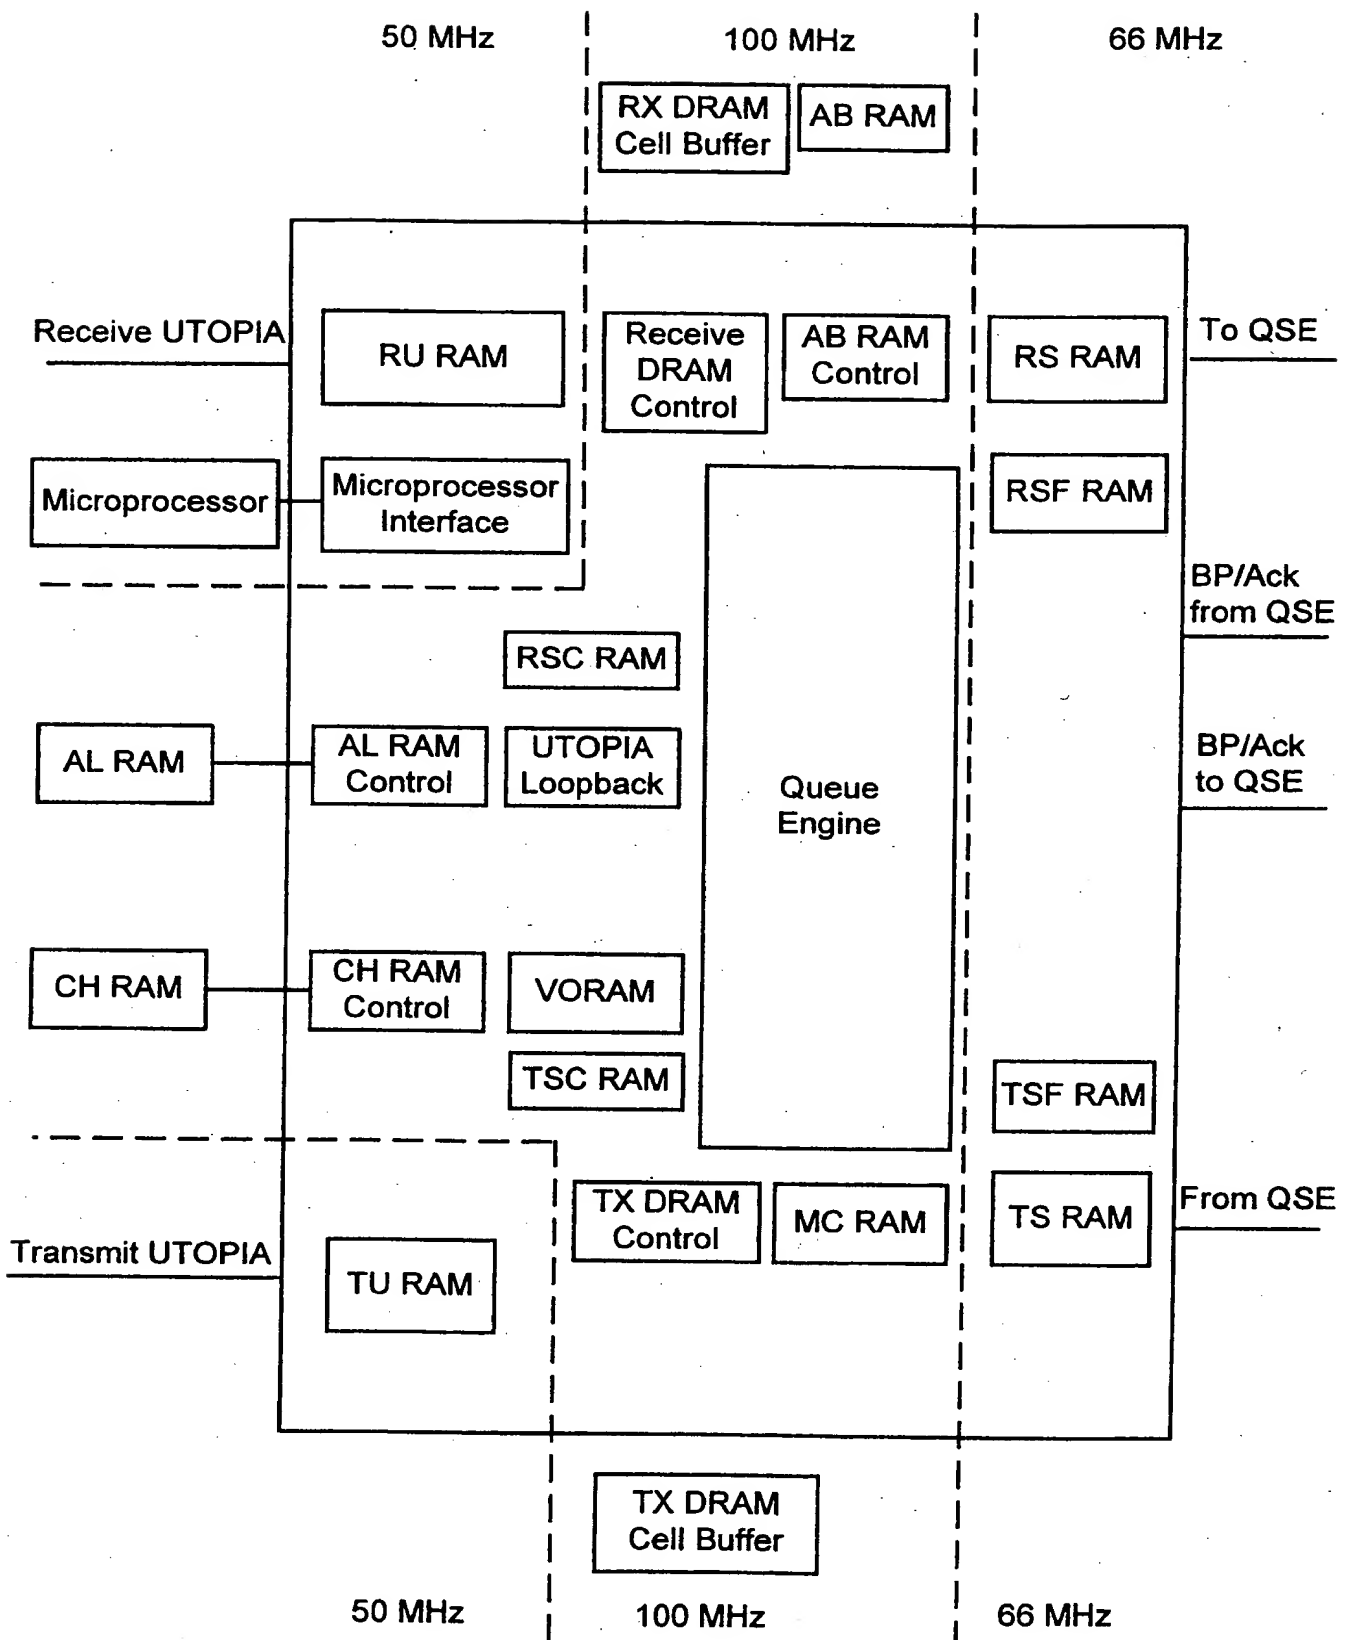 50 MHz
100 MHz
66 MHz
RX DRAM
Cell Buffer
AB RAM
Receive UTOPIA
RU RAM
Receive
DRAM
Control
AB RAM
Control
RS RAM
To QSE
Microprocessor
Microprocessor
Interface
RSF RAM
BP/Ack
from QSE
RSC RAM
AL RAM
AL RAM
Control
UTOPIA
Loopback
Queue
Engine
BP/Ack
to QSE
CH RAM
CH RAM
Control
VORAM
TSC RAM
TSF RAM
Transmit UTOPIA
TU RAM
TX DRAM
Control
MC RAM
TS RAM
From QSE
TX DRAM
Cell Buffer
50 MHz
100 MHz
66 MHz